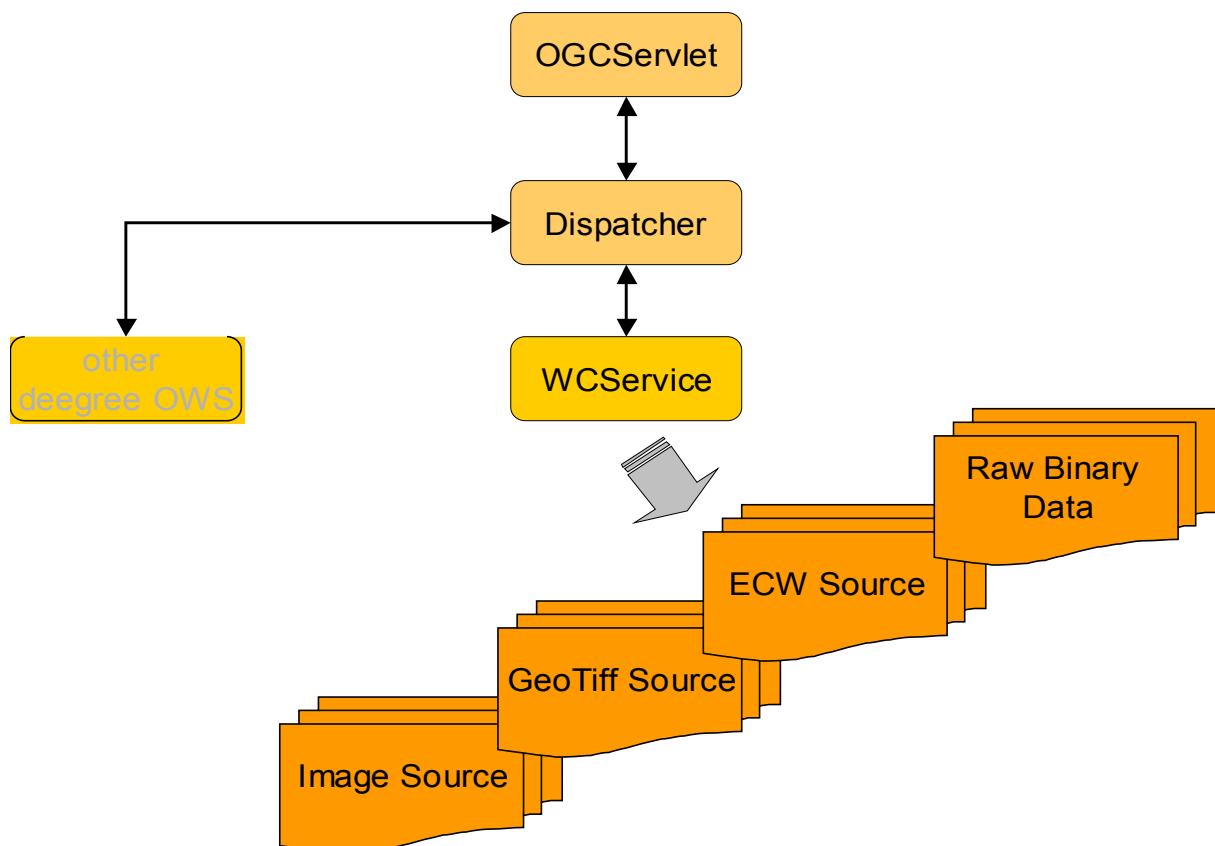 OGCServlet
Dispatcher
other
deegree OWS
WCService
Raw Binary
Data
ECW Source
GeoTiff Source
Image Source